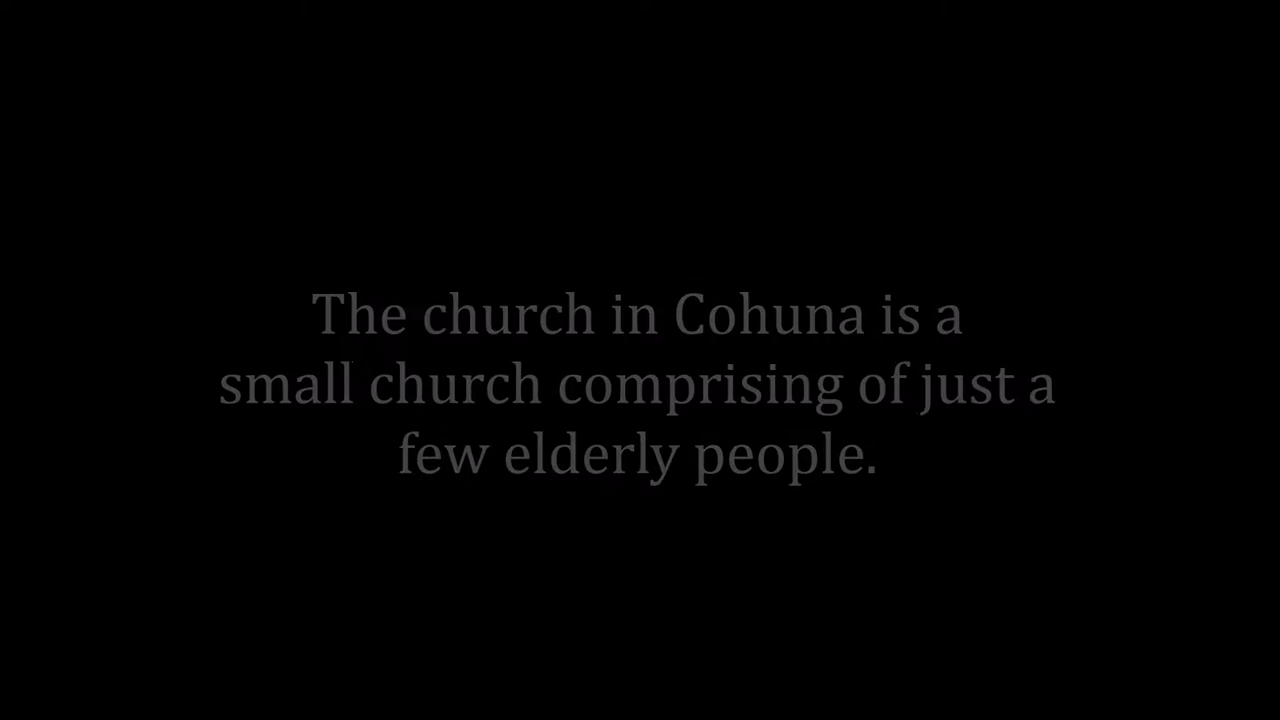 The church in Cohuna is a
small church comprising of just a
few elderly people.